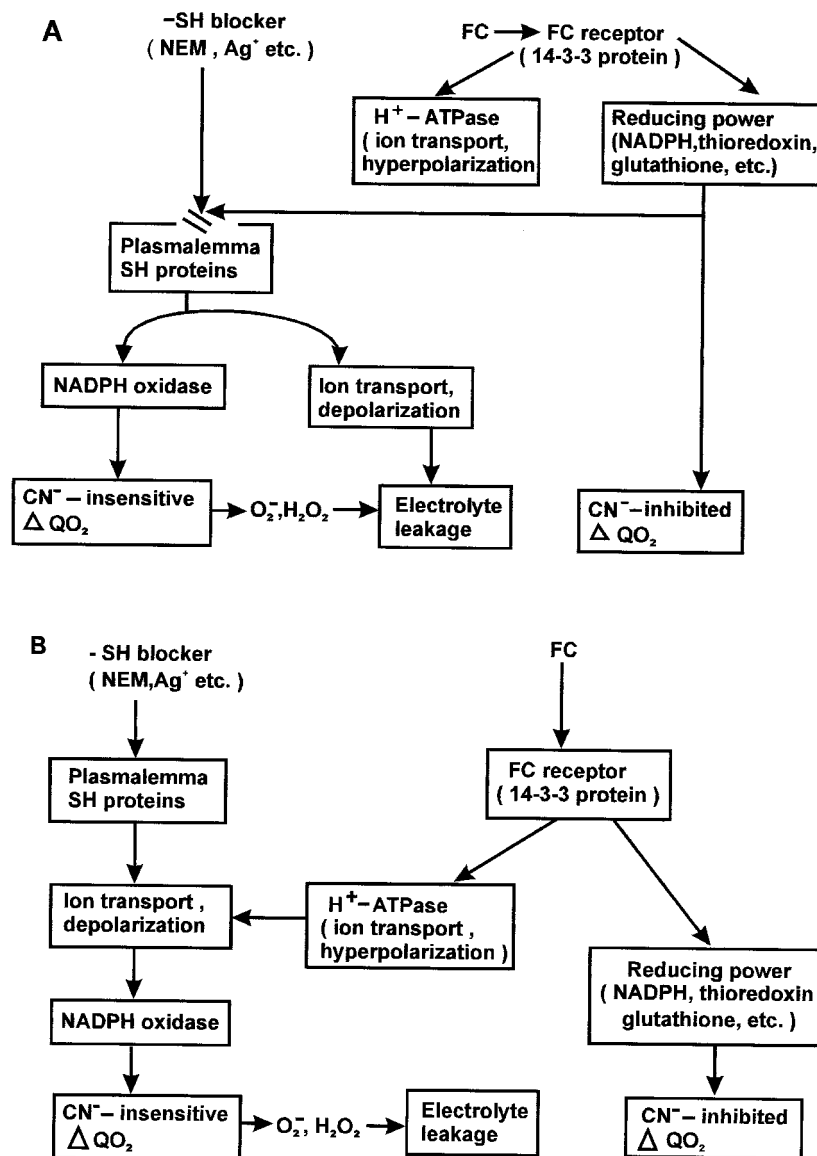 A
–SH blocker
( NEM , Ag⁺ etc. )
FC → FC receptor
( 14-3-3 protein )
H⁺ – ATPase
( ion transport,
hyperpolarization)
Reducing power
(NADPH,thioredoxin,
glutathione, etc.)
Plasmalemma
SH proteins
NADPH oxidase
Ion transport,
depolarization
CN⁻ – insensitive
Δ QO₂
O₂⁻,H₂O₂
Electrolyte
leakage
CN⁻ –inhibited
Δ QO₂
B
- SH blocker
( NEM,Ag⁺ etc. )
FC
Plasmalemma
SH proteins
FC receptor
( 14-3-3 protein )
Ion transport ,
depolarization
H⁺–ATPase
( ion transport ,
hyperpolarization )
Reducing power
( NADPH, thioredoxin
glutathione, etc. )
NADPH oxidase
CN⁻– insensitive
Δ QO₂
O₂⁻, H₂O₂
Electrolyte
leakage
CN⁻ – inhibited
Δ QO₂